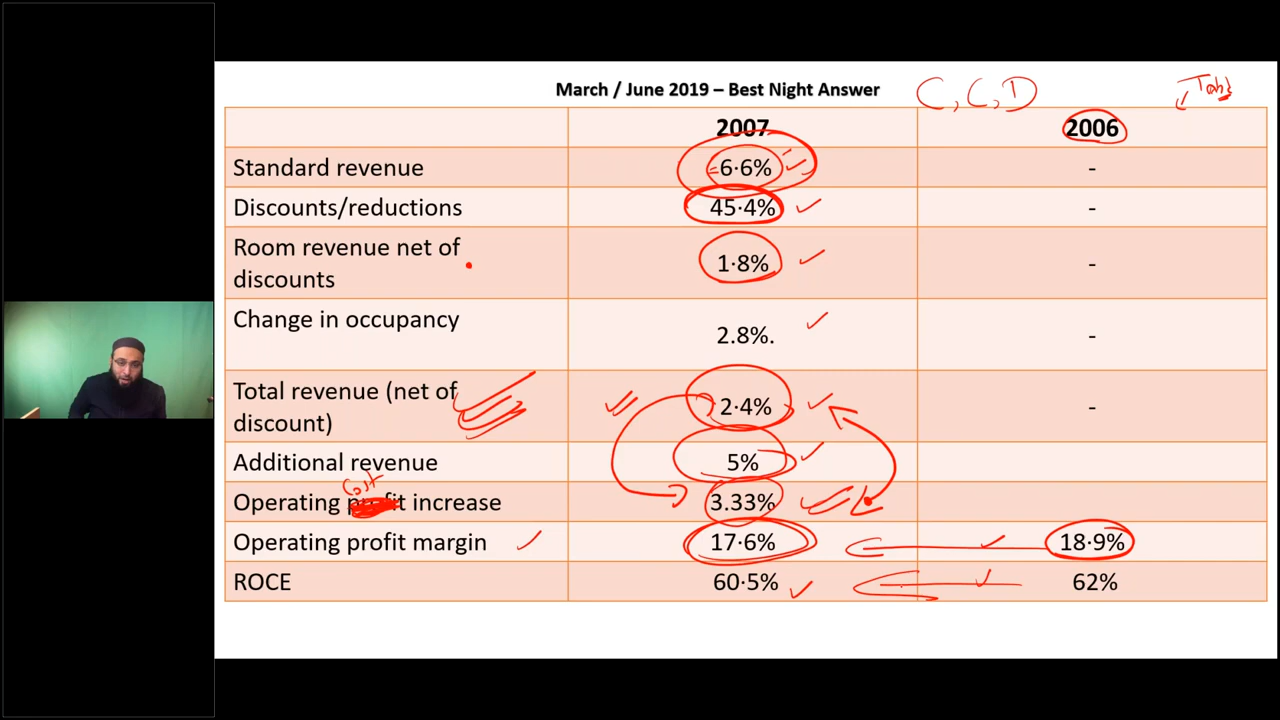 March / June 2019 – Best Night Answer C, C, D
2007 2006
Standard revenue 6·6% -
Discounts/reductions 45·4% -
Room revenue net of
discounts 1·8% -
Change in occupancy
2.8%. -
Total revenue (net of
discount) 2·4% -
Additional revenue 5%
Cost
Operating profit increase 3.33%
Operating profit margin 17·6% 18·9%
ROCE 60·5% 62%